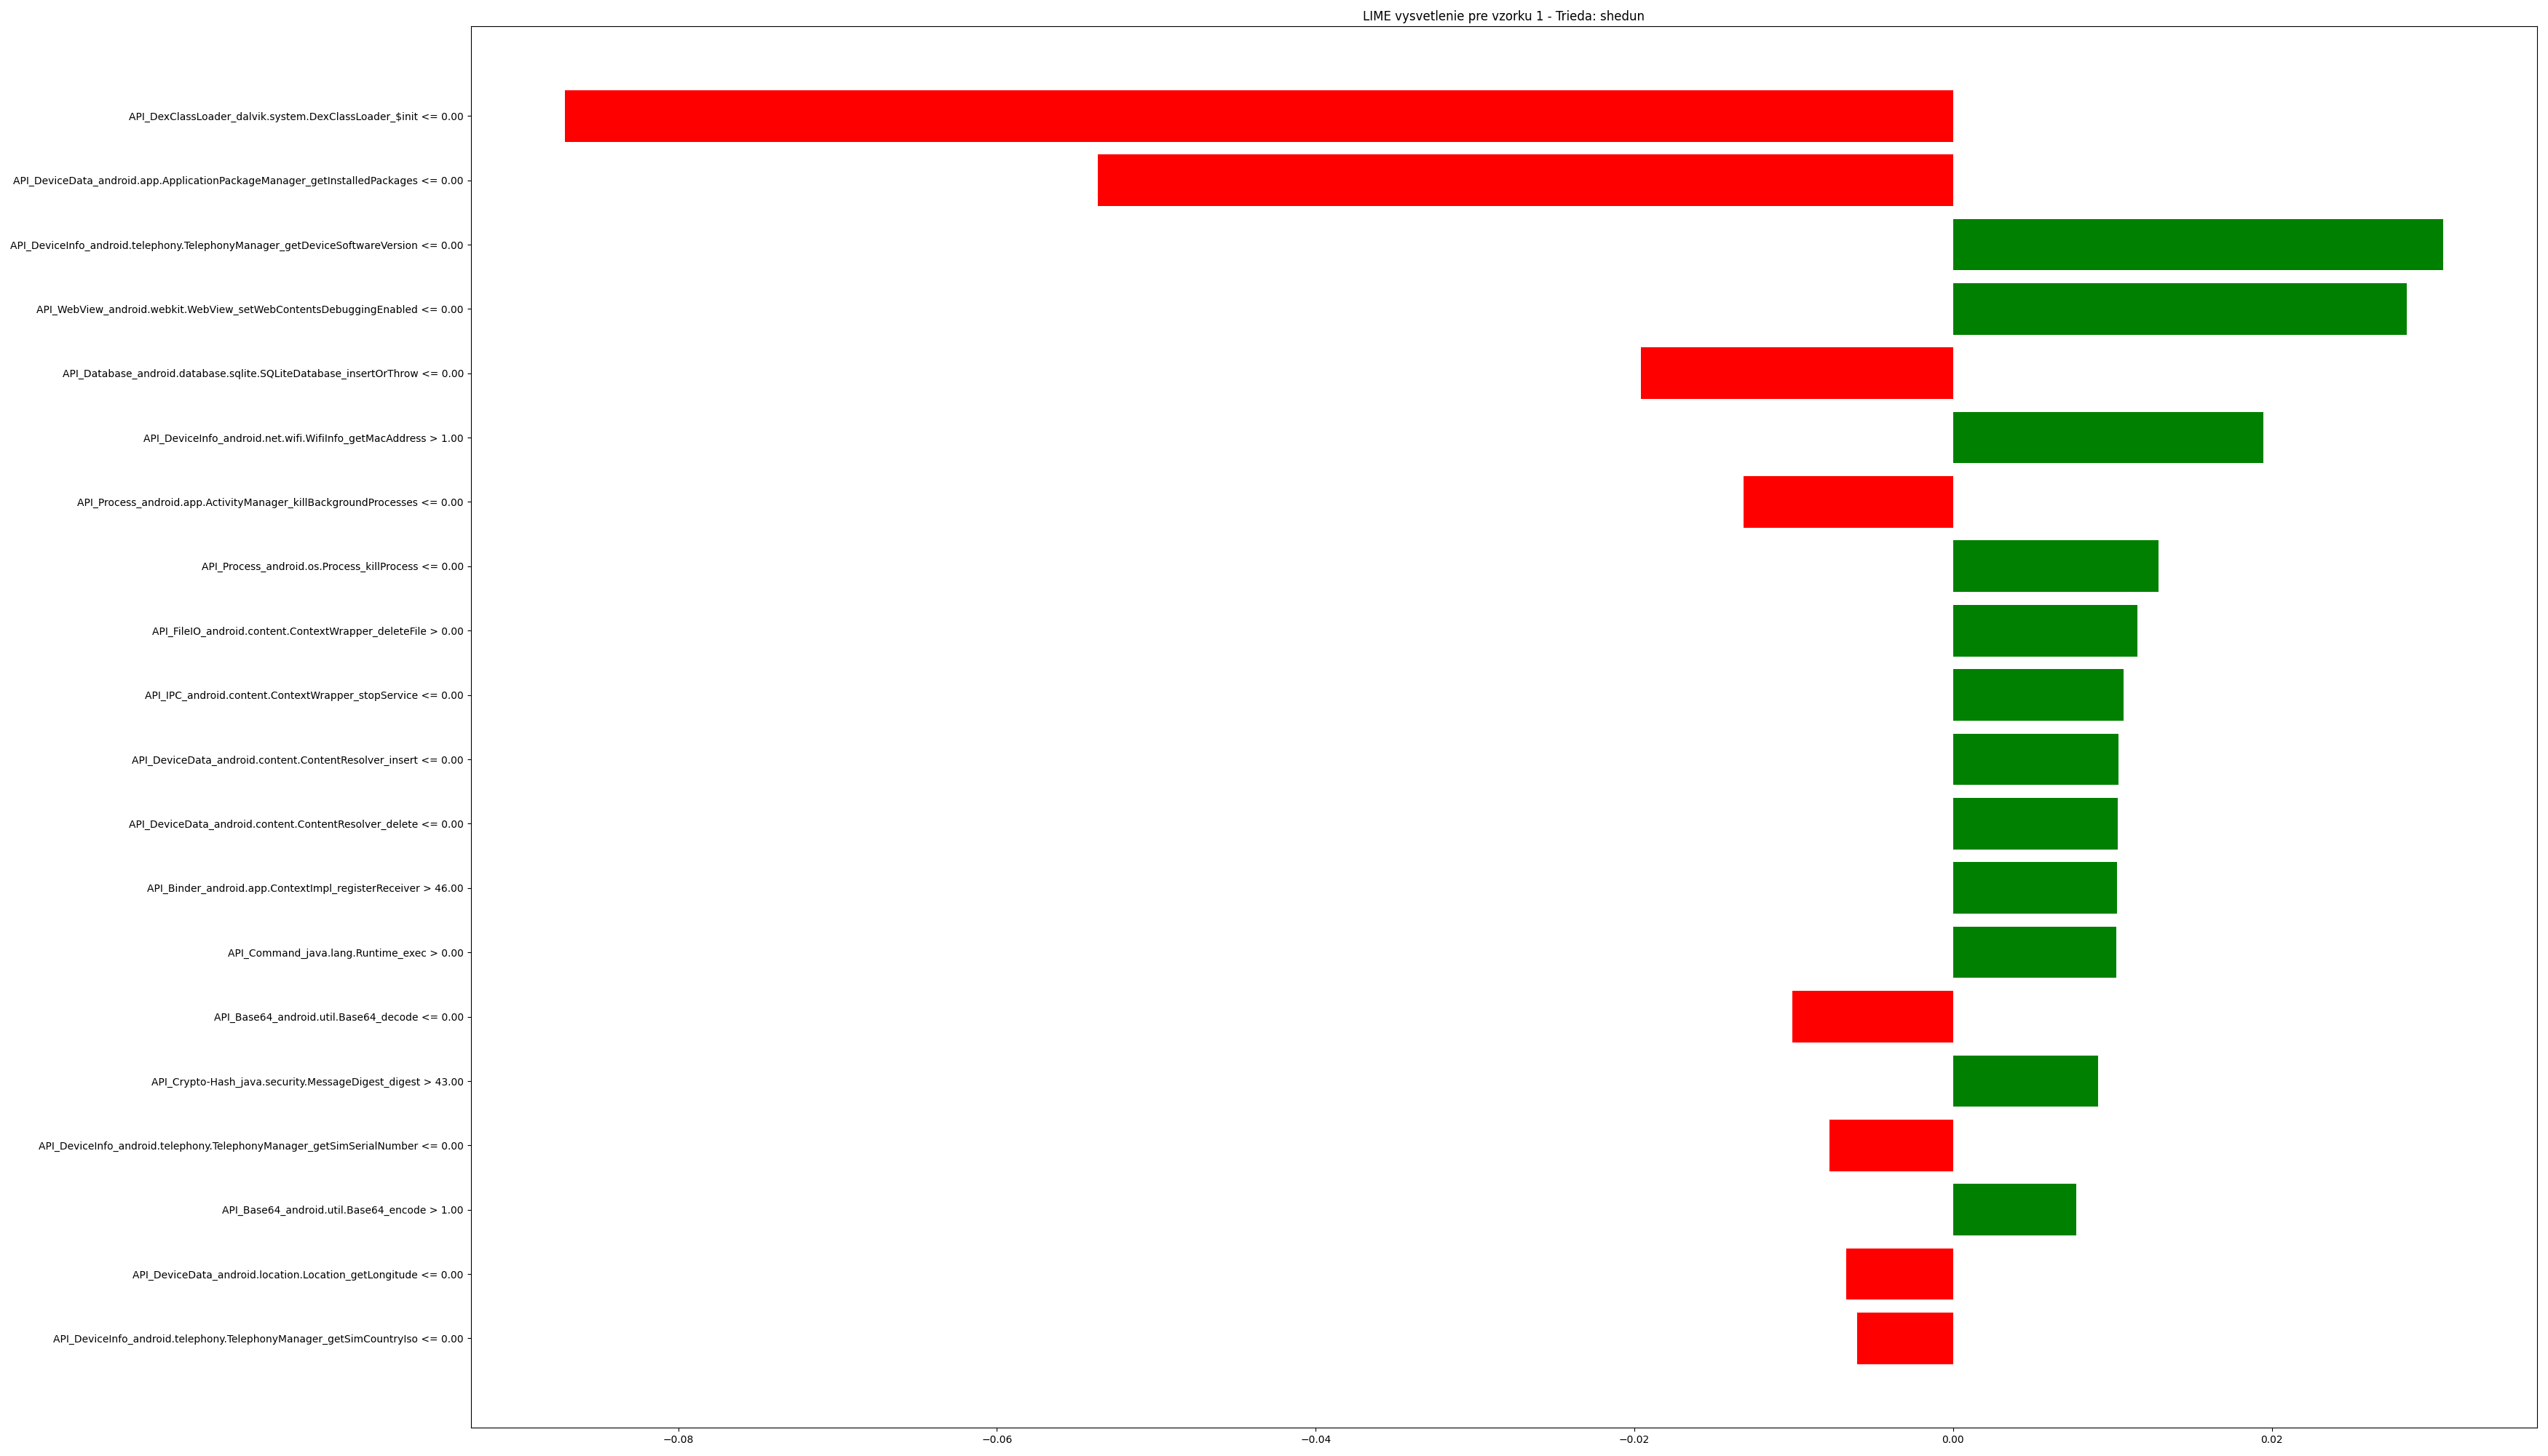 LIME vysvetlenie pre vzorku 1 - Trieda: shedun
API_DexClassLoader_dalvik.system.DexClassLoader_$init <= 0.00
API_DeviceData_android.app.ApplicationPackageManager_getInstalledPackages <= 0.00
API_DeviceInfo_android.telephony.TelephonyManager_getDeviceSoftwareVersion <= 0.00
API_WebView_android.webkit.WebView_setWebContentsDebuggingEnabled <= 0.00
API_Database_android.database.sqlite.SQLiteDatabase_insertOrThrow <= 0.00
API_DeviceInfo_android.net.wifi.WifiInfo_getMacAddress > 1.00
API_Process_android.app.ActivityManager_killBackgroundProcesses <= 0.00
API_Process_android.os.Process_killProcess <= 0.00
API_FileIO_android.content.ContextWrapper_deleteFile > 0.00
API_IPC_android.content.ContextWrapper_stopService <= 0.00
API_DeviceData_android.content.ContentResolver_insert <= 0.00
API_DeviceData_android.content.ContentResolver_delete <= 0.00
API_Binder_android.app.ContextImpl_registerReceiver > 46.00
API_Command_java.lang.Runtime_exec > 0.00
API_Base64_android.util.Base64_decode <= 0.00
API_Crypto-Hash_java.security.MessageDigest_digest > 43.00
API_DeviceInfo_android.telephony.TelephonyManager_getSimSerialNumber <= 0.00
API_Base64_android.util.Base64_encode > 1.00
API_DeviceData_android.location.Location_getLongitude <= 0.00
API_DeviceInfo_android.telephony.TelephonyManager_getSimCountryIso <= 0.00
−0.08 −0.06 −0.04 −0.02 0.00 0.02